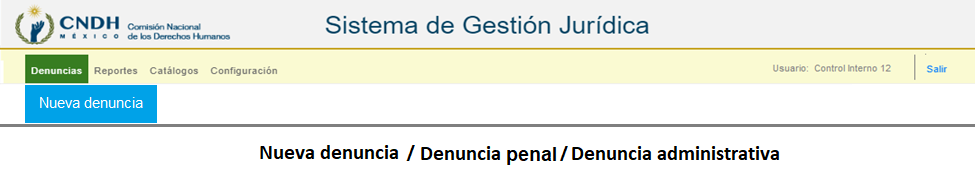 CNDH
MÉXICO
Comisión Nacional
de los Derechos Humanos
Sistema de Gestión Jurídica
Denuncias Reportes Catálogos Configuración
Usuario: Control Interno 12
Salir
Nueva denuncia
Nueva denuncia / Denuncia penal / Denuncia administrativa